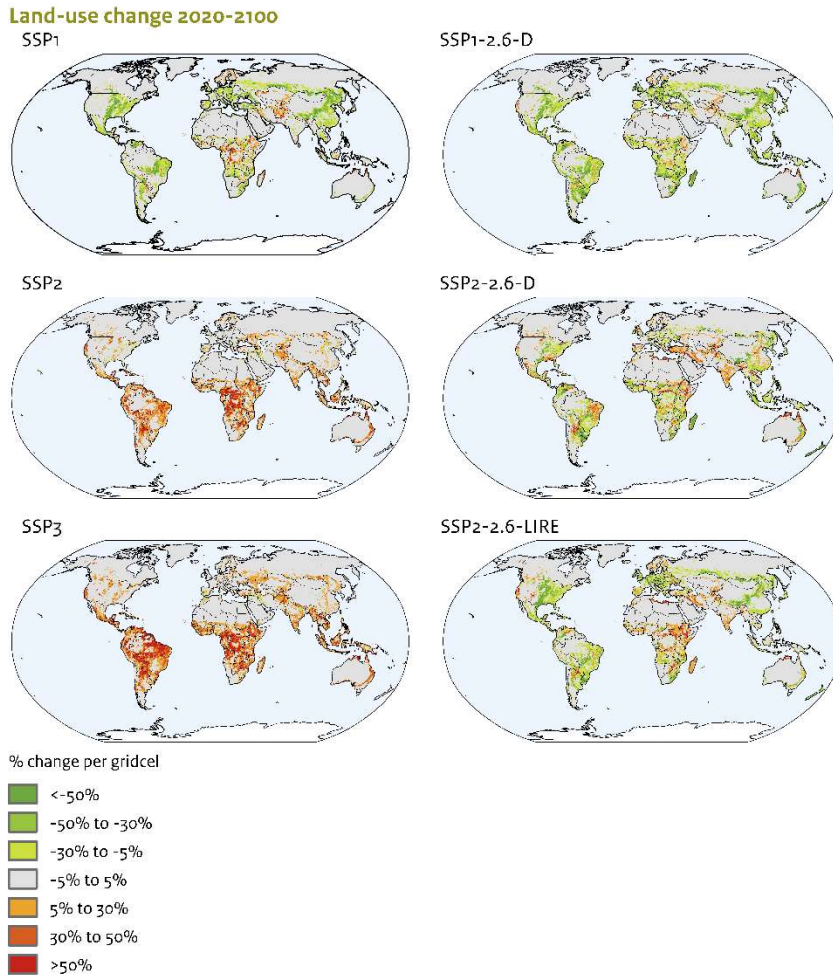 Land-use change 2020-2100
SSP1
SSP1-2.6-D
SSP2
SSP2-2.6-D
SSP3
SSP2-2.6-LIRE
% change per gridcel
<-50%
-50% to -30%
-30% to -5%
-5% to 5%
5% to 30%
30% to 50%
>50%